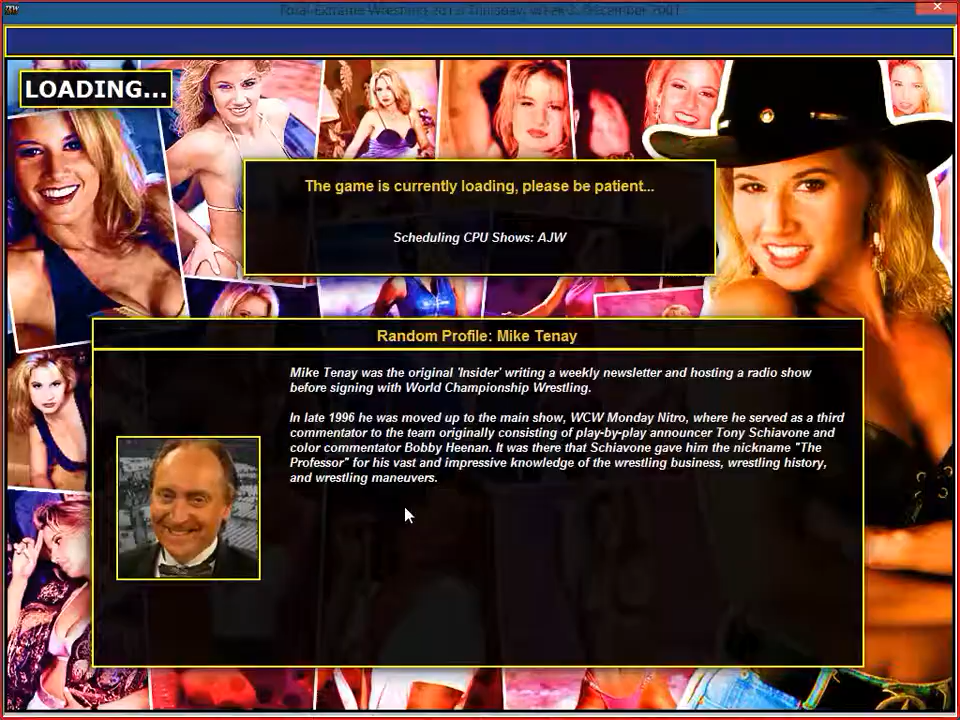 LOADING...
The game is currently loading, please be patient...
Scheduling CPU Shows: AJW
Random Profile: Mike Tenay
Mike Tenay was the original 'Insider' writing a weekly newsletter and hosting a radio show
before signing with World Championship Wrestling.
In late 1996 he was moved up to the main show, WCW Monday Nitro, where he served as a third
commentator to the team originally consisting of play-by-play announcer Tony Schiavone and
color commentator Bobby Heenan. It was there that Schiavone gave him the nickname "The
Professor" for his vast and impressive knowledge of the wrestling business, wrestling history,
and wrestling maneuvers.